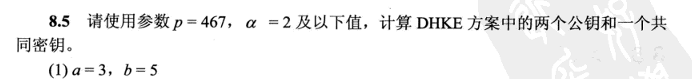 8.5 请使用参数 p = 467， α = 2 及以下值，计算 DHKE 方案中的两个公钥和一个共
同密钥。
(1) a = 3，b = 5